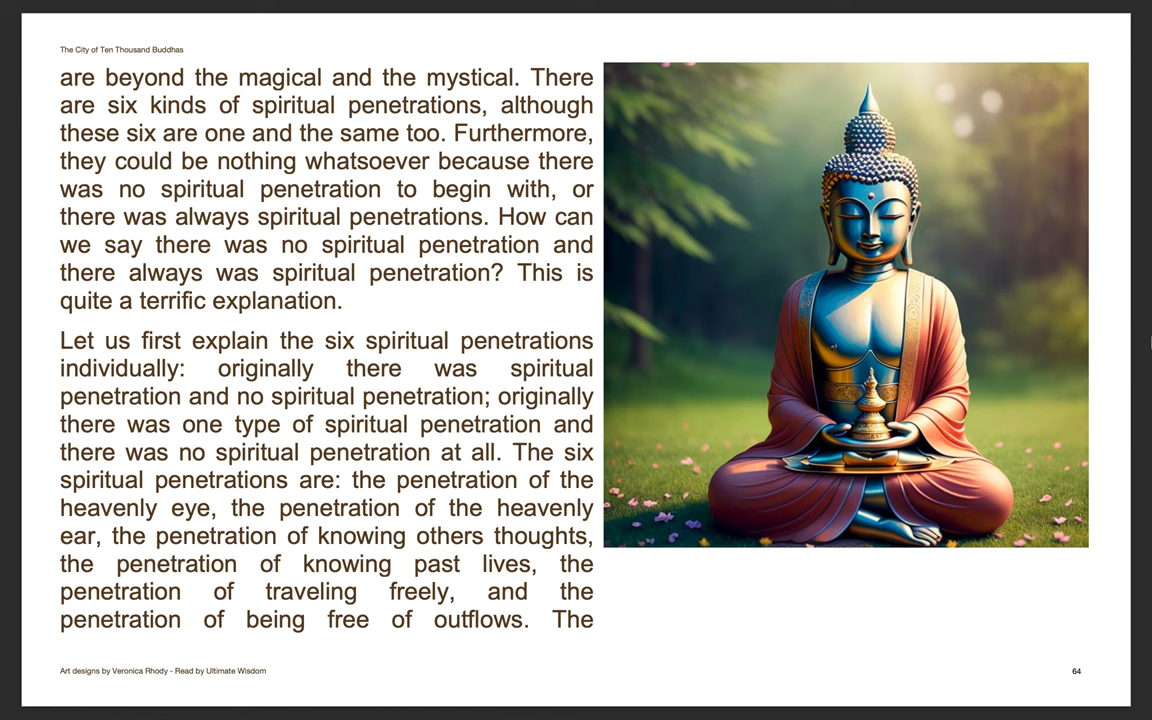 The City of Ten Thousand Buddhas
are beyond the magical and the mystical. There
are six kinds of spiritual penetrations, although
these six are one and the same too. Furthermore,
they could be nothing whatsoever because there
was no spiritual penetration to begin with, or
there was always spiritual penetrations. How can
we say there was no spiritual penetration and
there always was spiritual penetration? This is
quite a terrific explanation.
Let us first explain the six spiritual penetrations
individually: originally there was spiritual
penetration and no spiritual penetration; originally
there was one type of spiritual penetration and
there was no spiritual penetration at all. The six
spiritual penetrations are: the penetration of the
heavenly eye, the penetration of the heavenly
ear, the penetration of knowing others thoughts,
the penetration of knowing past lives, the
penetration of traveling freely, and the
penetration of being free of outflows. The
Art designs by Veronica Rhody - Read by Ultimate Wisdom
64